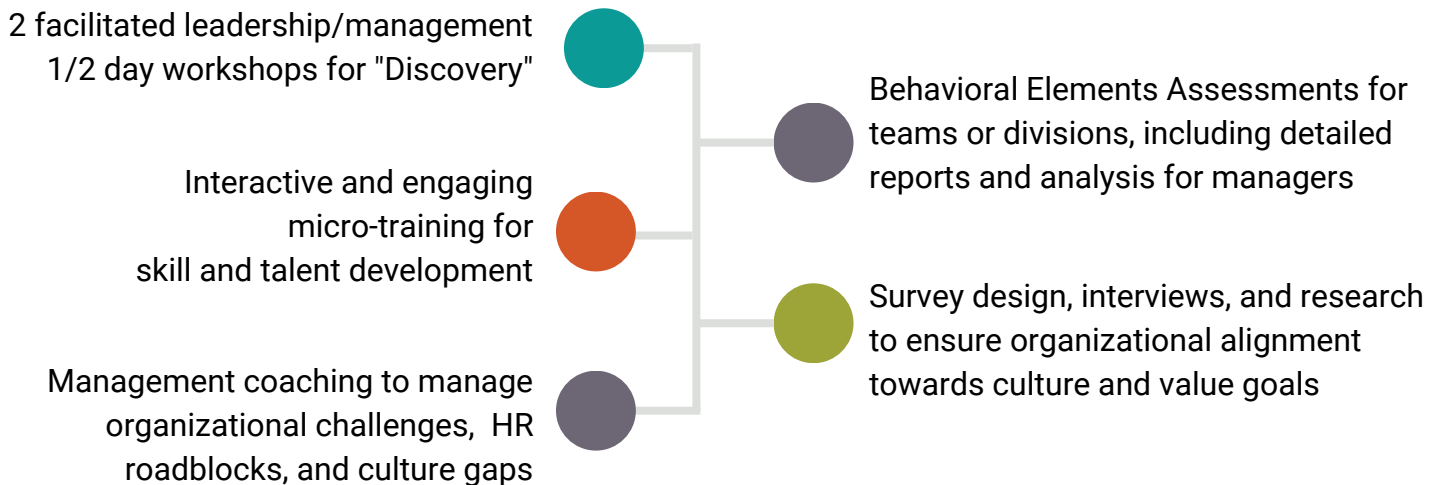 2 facilitated leadership/management
1/2 day workshops for "Discovery"
Behavioral Elements Assessments for
teams or divisions, including detailed
reports and analysis for managers
Interactive and engaging
micro-training for
skill and talent development
Survey design, interviews, and research
to ensure organizational alignment
towards culture and value goals
Management coaching to manage
organizational challenges,  HR
roadblocks, and culture gaps